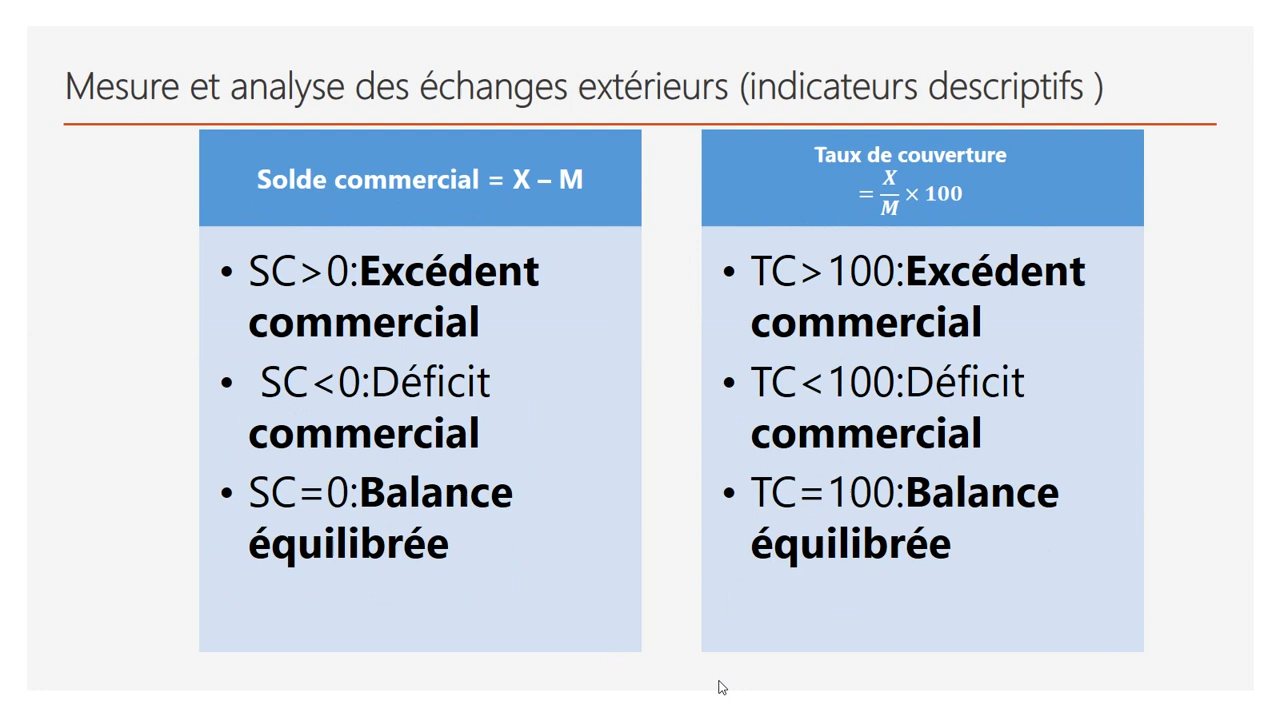 Mesure et analyse des échanges extérieurs (indicateurs descriptifs )
Solde commercial = X – M
• SC>0:Excédent
commercial
• SC<0:Déficit
commercial
• SC=0:Balance
équilibrée
Taux de couverture
= X/M × 100
• TC>100:Excédent
commercial
• TC<100:Déficit
commercial
• TC=100:Balance
équilibrée